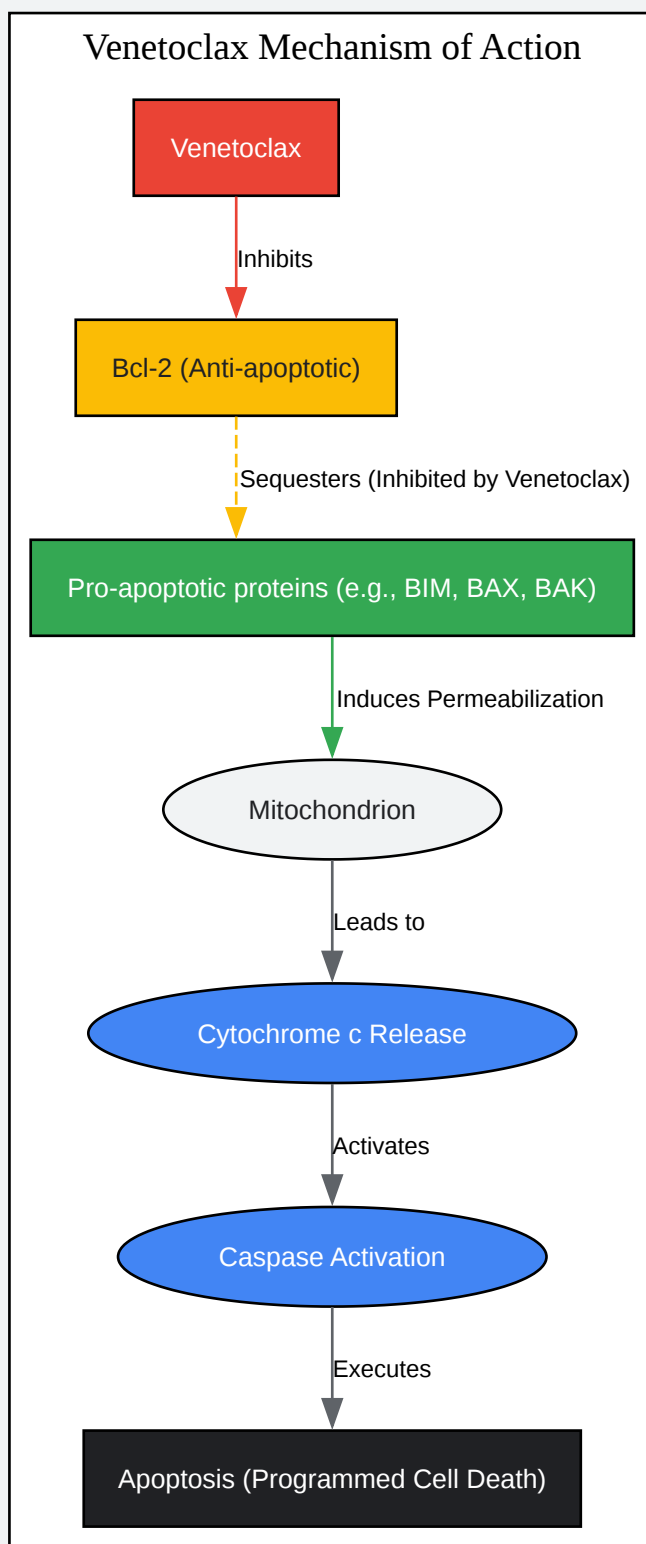 Venetoclax Mechanism of Action
Venetoclax
Inhibits
Bcl-2 (Anti-apoptotic)
Sequesters (Inhibited by Venetoclax)
Pro-apoptotic proteins (e.g., BIM, BAX, BAK)
Induces Permeabilization
Mitochondrion
Leads to
Cytochrome c Release
Activates
Caspase Activation
Executes
Apoptosis (Programmed Cell Death)